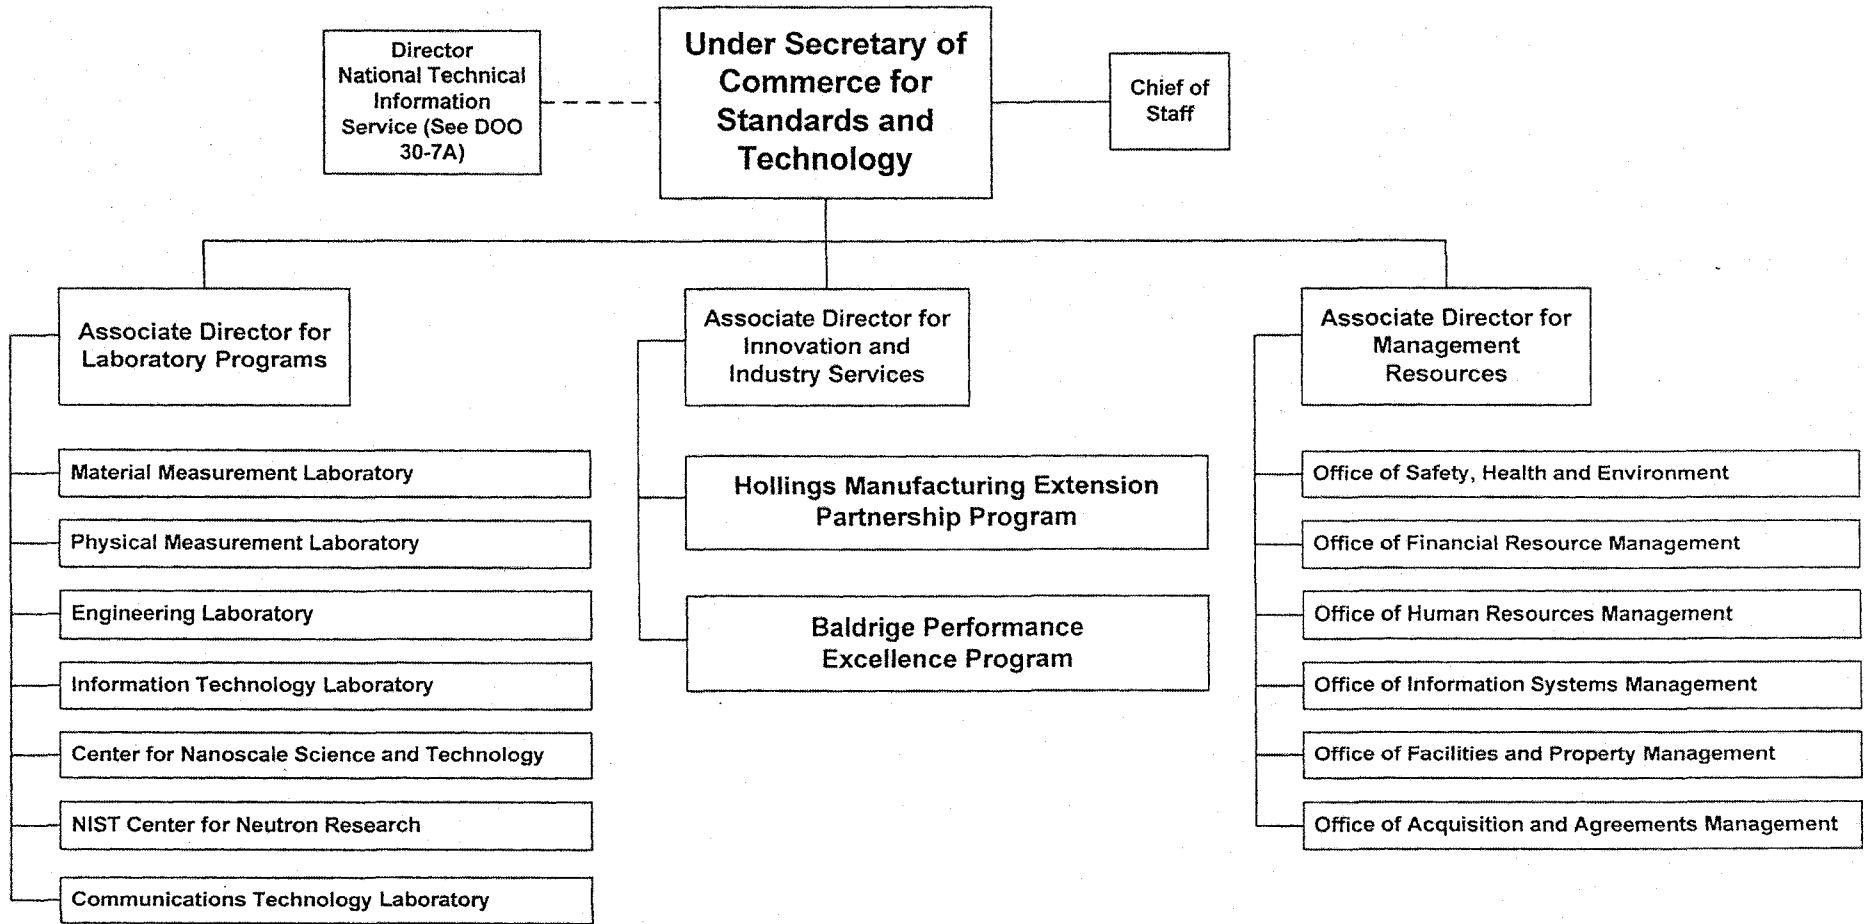 Director
National Technical
Information
Service (See DOO
30-7A)
Under Secretary of
Commerce for
Standards and
Technology
Chief of
Staff
Associate Director for
Laboratory Programs
Material Measurement Laboratory
Physical Measurement Laboratory
Engineering Laboratory
Information Technology Laboratory
Center for Nanoscale Science and Technology
NIST Center for Neutron Research
Communications Technology Laboratory
Associate Director for
Innovation and
Industry Services
Hollings Manufacturing Extension
Partnership Program
Baldrige Performance
Excellence Program
Associate Director for
Management
Resources
Office of Safety, Health and Environment
Office of Financial Resource Management
Office of Human Resources Management
Office of Information Systems Management
Office of Facilities and Property Management
Office of Acquisition and Agreements Management